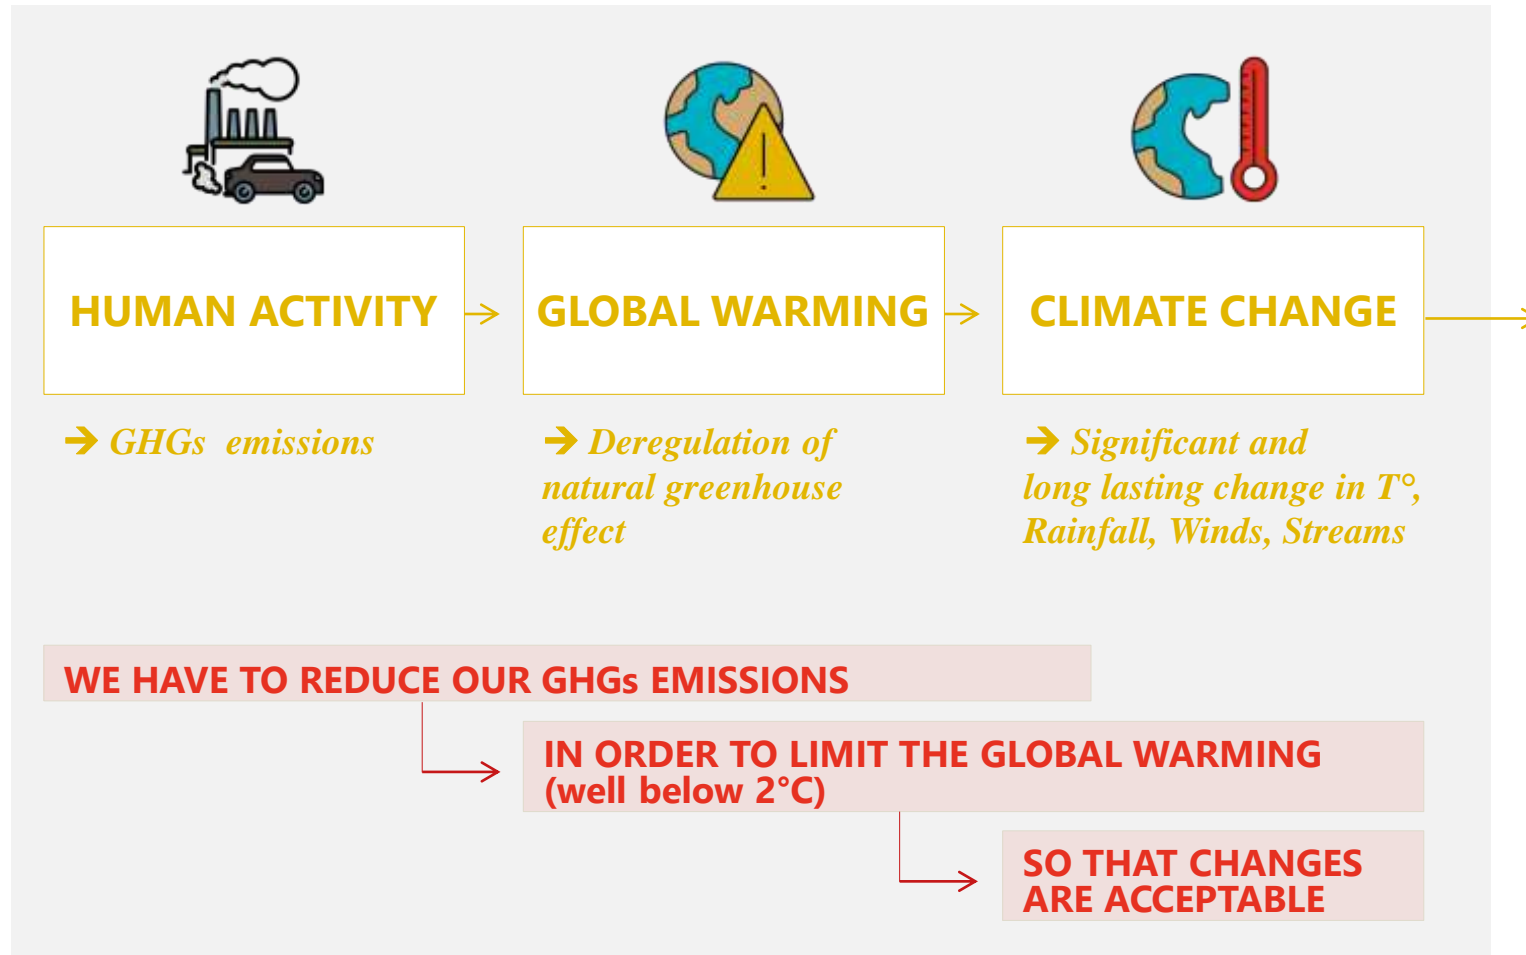 HUMAN ACTIVITY
GLOBAL WARMING
CLIMATE CHANGE
➔ GHGs emissions
➔ Deregulation of
natural greenhouse
effect
➔ Significant and
long lasting change in T°,
Rainfall, Winds, Streams
WE HAVE TO REDUCE OUR GHGs EMISSIONS
IN ORDER TO LIMIT THE GLOBAL WARMING
(well below 2°C)
SO THAT CHANGES
ARE ACCEPTABLE